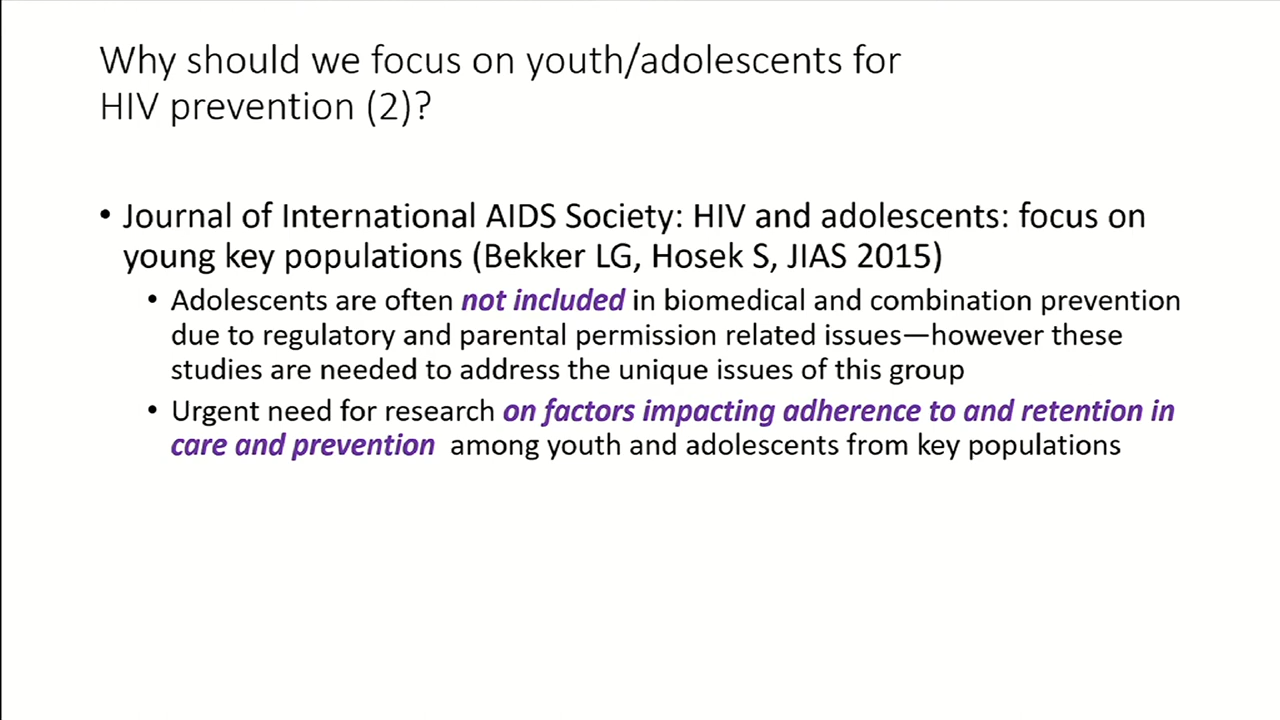 Why should we focus on youth/adolescents for
HIV prevention (2)?
• Journal of International AIDS Society: HIV and adolescents: focus on
young key populations (Bekker LG, Hosek S, JIAS 2015)
• Adolescents are often not included in biomedical and combination prevention
due to regulatory and parental permission related issues—however these
studies are needed to address the unique issues of this group
• Urgent need for research on factors impacting adherence to and retention in
care and prevention among youth and adolescents from key populations